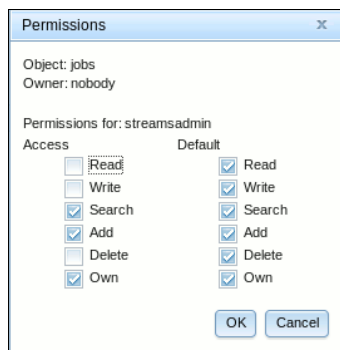 Permissions x
Object: jobs
Owner: nobody
Permissions for: streamsadmin
Access Default
Read Read
Write Write
Search Search
Add Add
Delete Delete
Own Own
OK Cancel